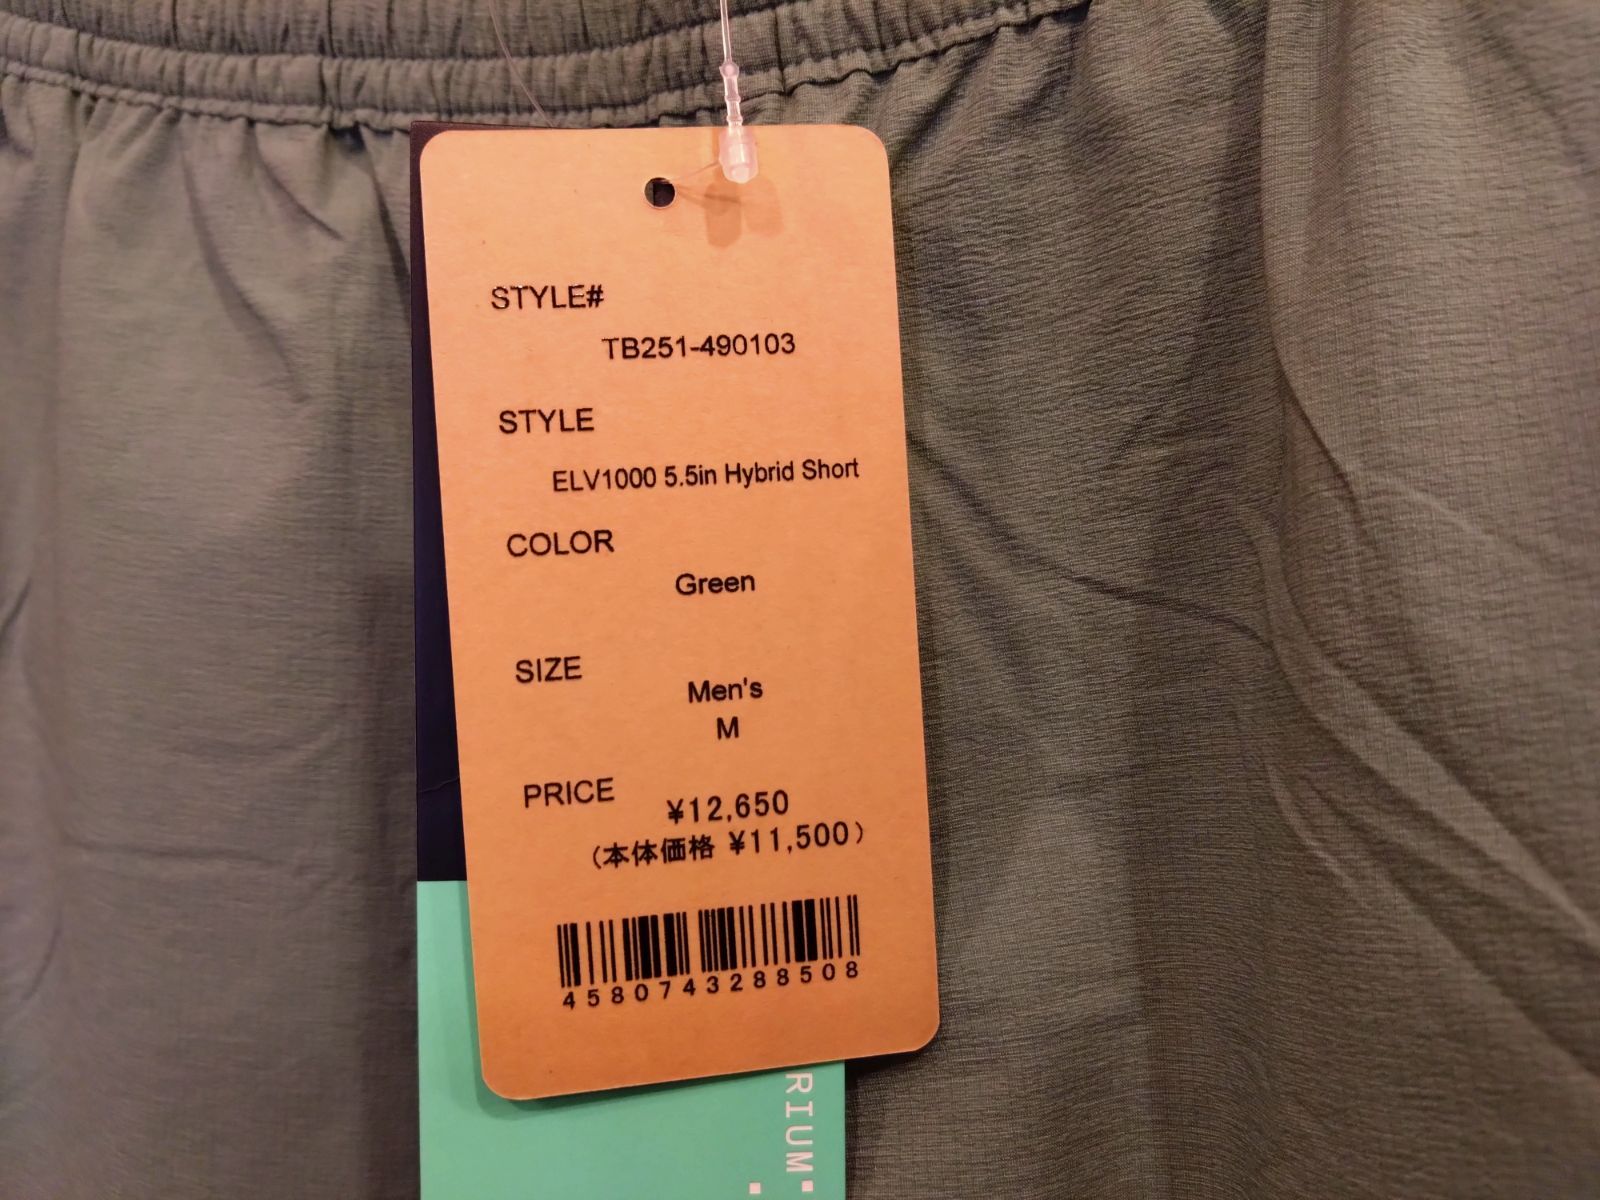 STYLE#
TB251-490103
STYLE
ELV1000 5.5in Hybrid Short
COLOR
Green
SIZE
Men's
M
PRICE
¥12,650
(本体価格 ¥11,500)
4580743288508
RIUM